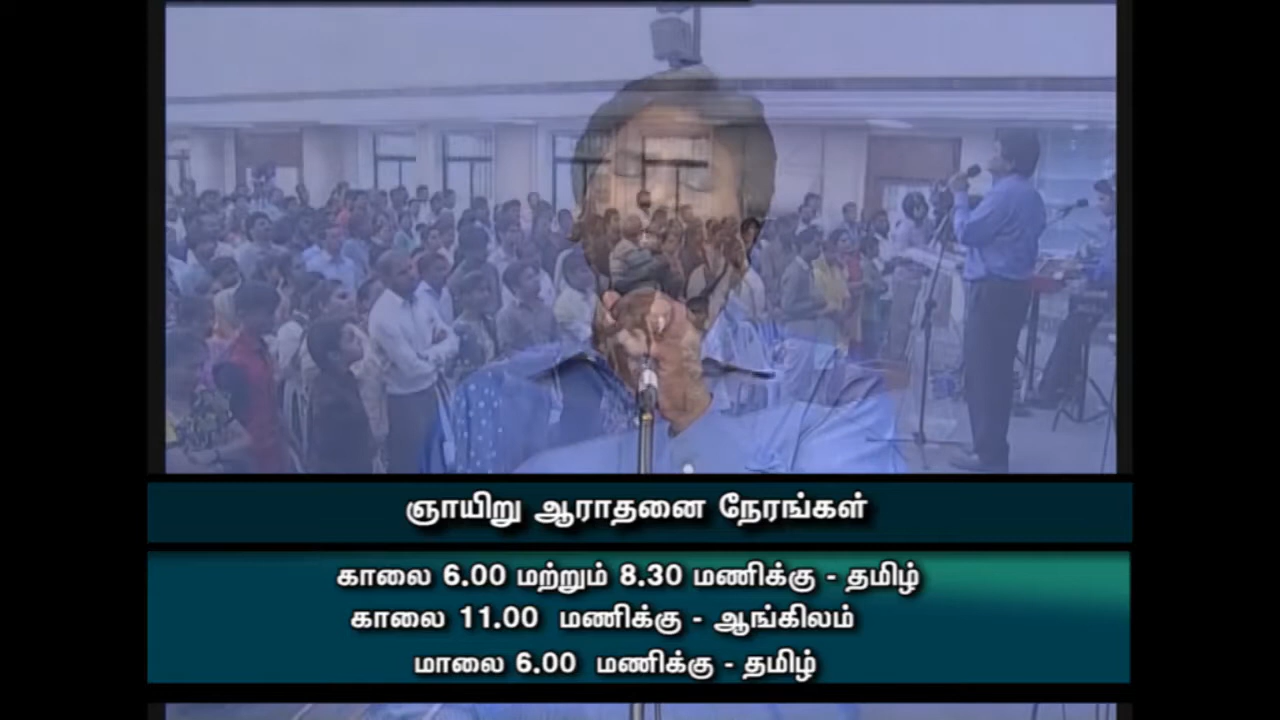 ஞாயிறு ஆராதனை நேரங்கள்
காலை 6.00 மற்றும் 8.30 மணிக்கு - தமிழ்
காலை 11.00 மணிக்கு - ஆங்கிலம்
மாலை 6.00 மணிக்கு - தமிழ்